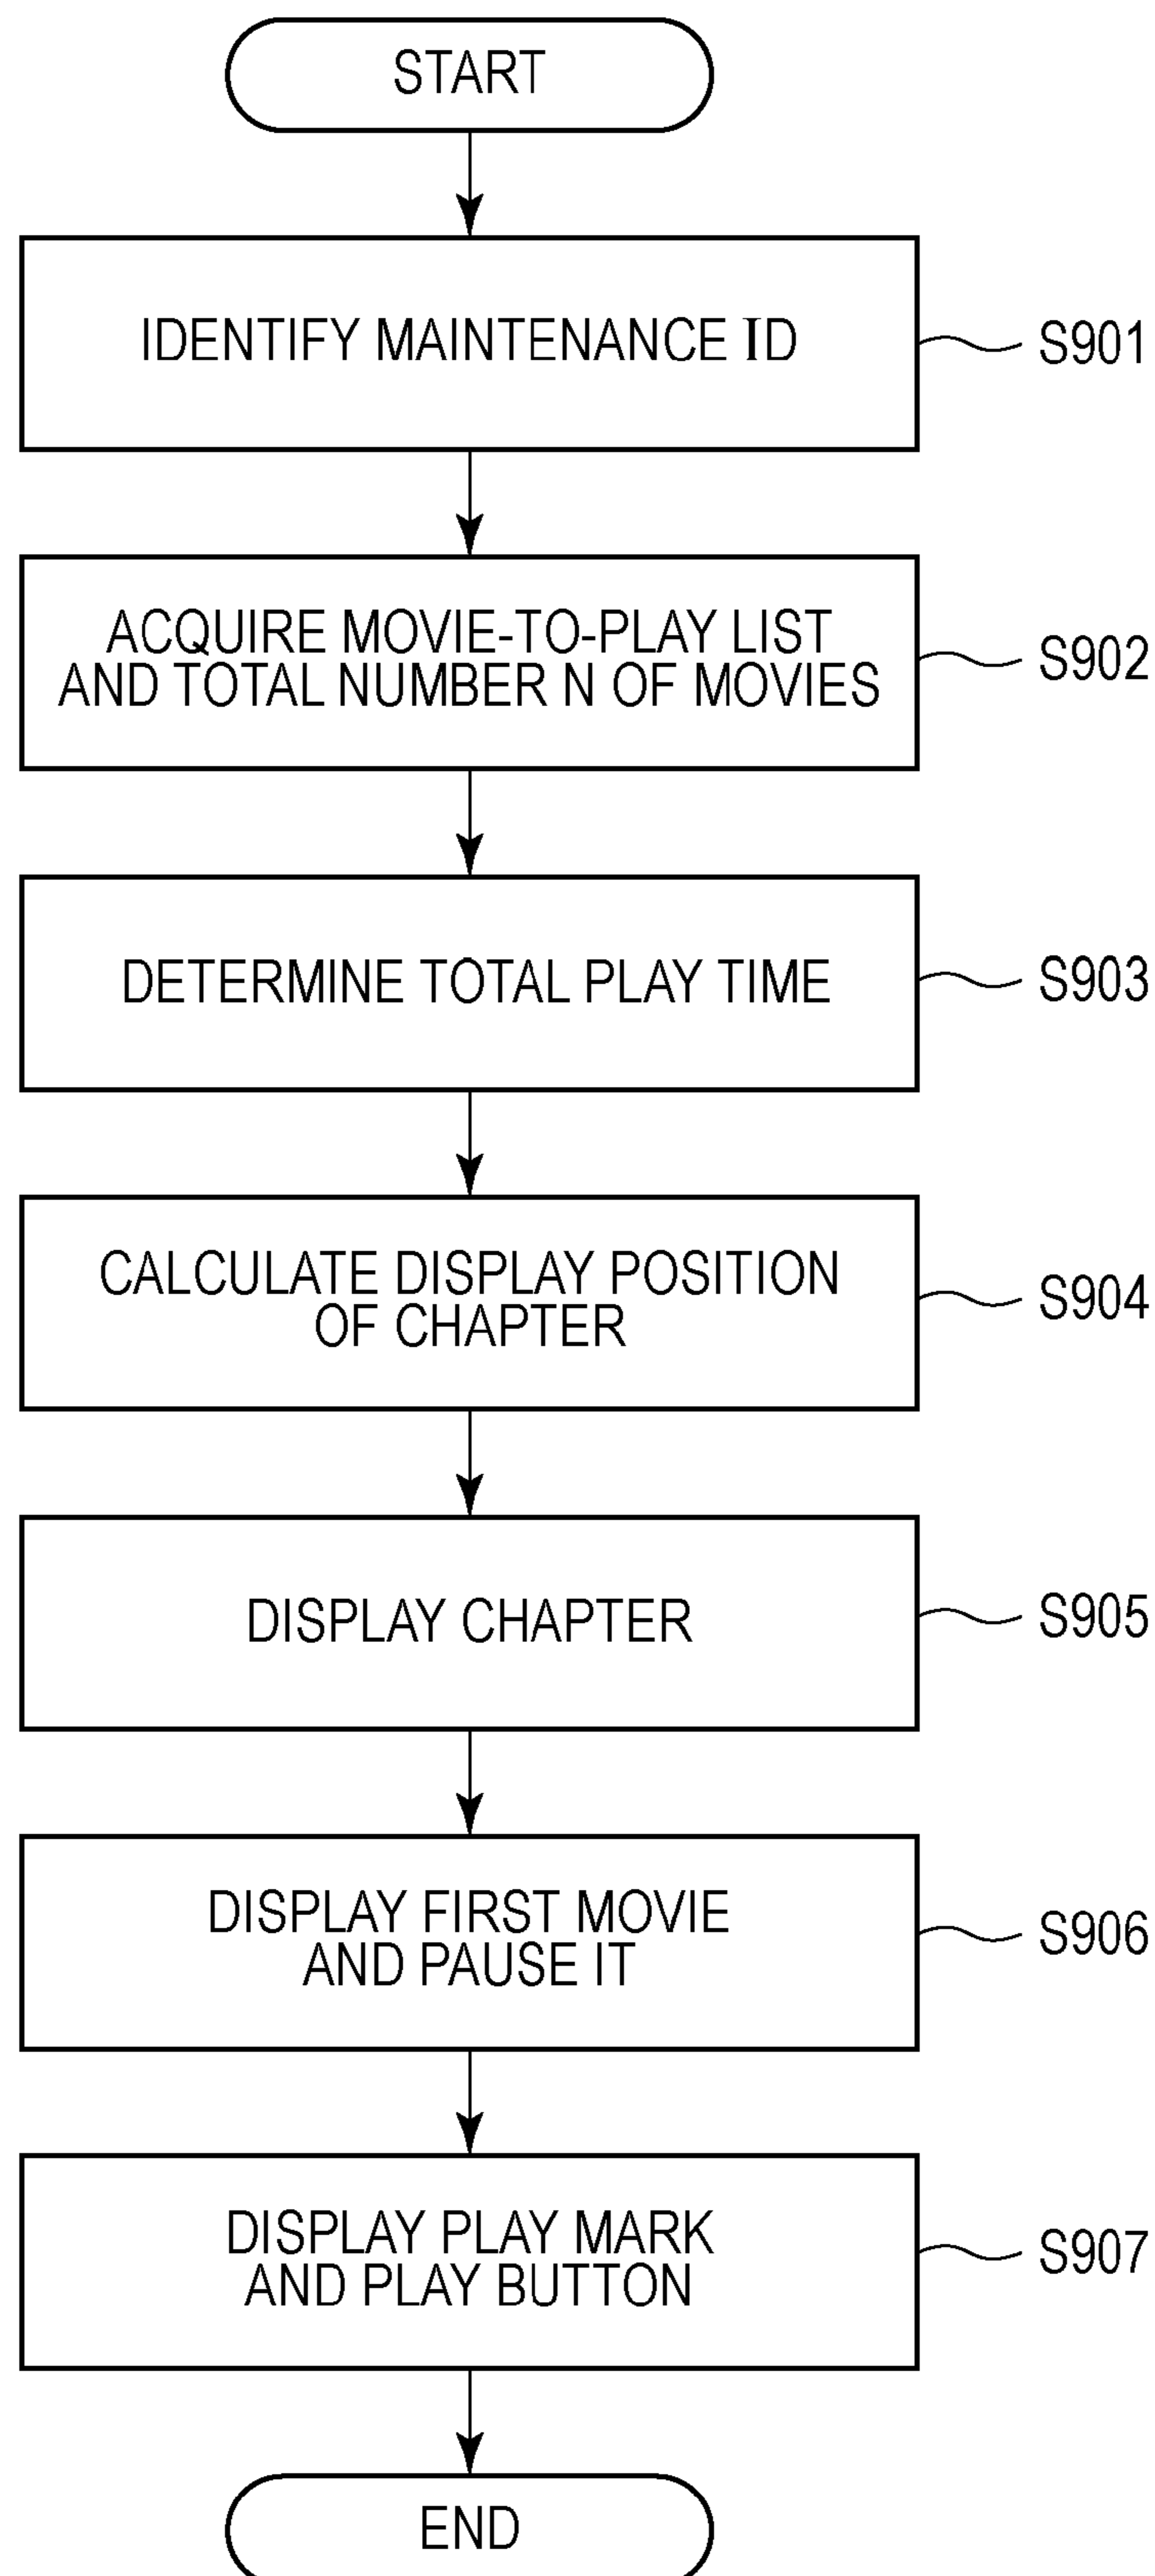 START
IDENTIFY MAINTENANCE ID
S901
ACQUIRE MOVIE-TO-PLAY LIST
AND TOTAL NUMBER N OF MOVIES
S902
DETERMINE TOTAL PLAY TIME
S903
CALCULATE DISPLAY POSITION
OF CHAPTER
S904
DISPLAY CHAPTER
S905
DISPLAY FIRST MOVIE
AND PAUSE IT
S906
DISPLAY PLAY MARK
AND PLAY BUTTON
S907
END